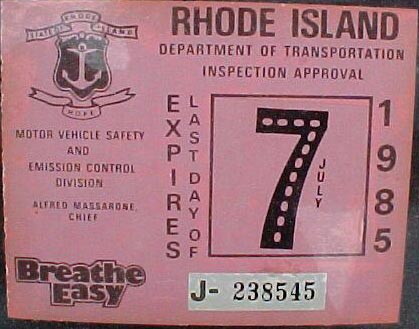 RHODE ISLAND
DEPARTMENT OF TRANSPORTATION
INSPECTION APPROVAL
STATE OF RHODE ISLAND
HOPE
MOTOR VEHICLE SAFETY
AND
EMISSION CONTROL
DIVISION
ALFRED MASSARONE,
CHIEF
Breathe
Easy
EXPIRES
LAST DAY OF
7
JULY
1985
J- 238545